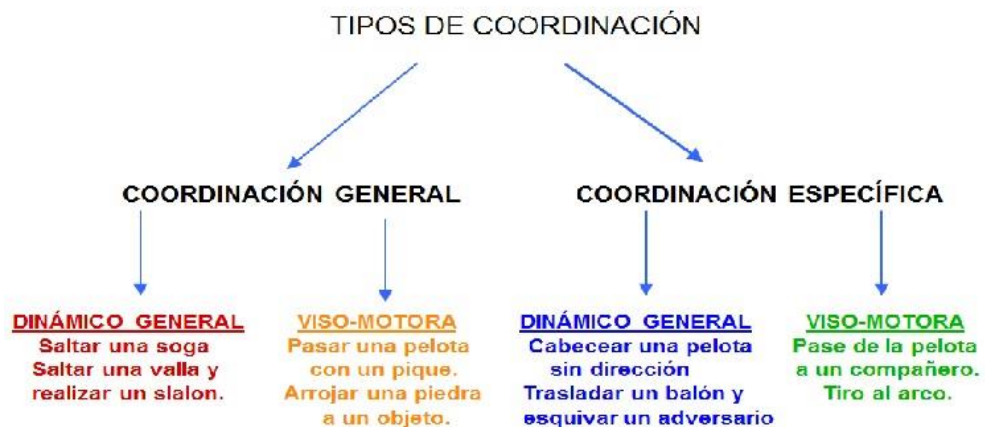 TIPOS DE COORDINACIÓN
COORDINACIÓN GENERAL
COORDINACIÓN ESPECÍFICA
DINÁMICO GENERAL
Saltar una soga
Saltar una valla y
realizar un slalon.
VISO-MOTORA
Pasar una pelota
con un pique.
Arrojar una piedra
a un objeto.
DINÁMICO GENERAL
Cabecear una pelota
sin dirección
Trasladar un balón y
esquivar un adversario
VISO-MOTORA
Pase de la pelota
a un compañero.
Tiro al arco.